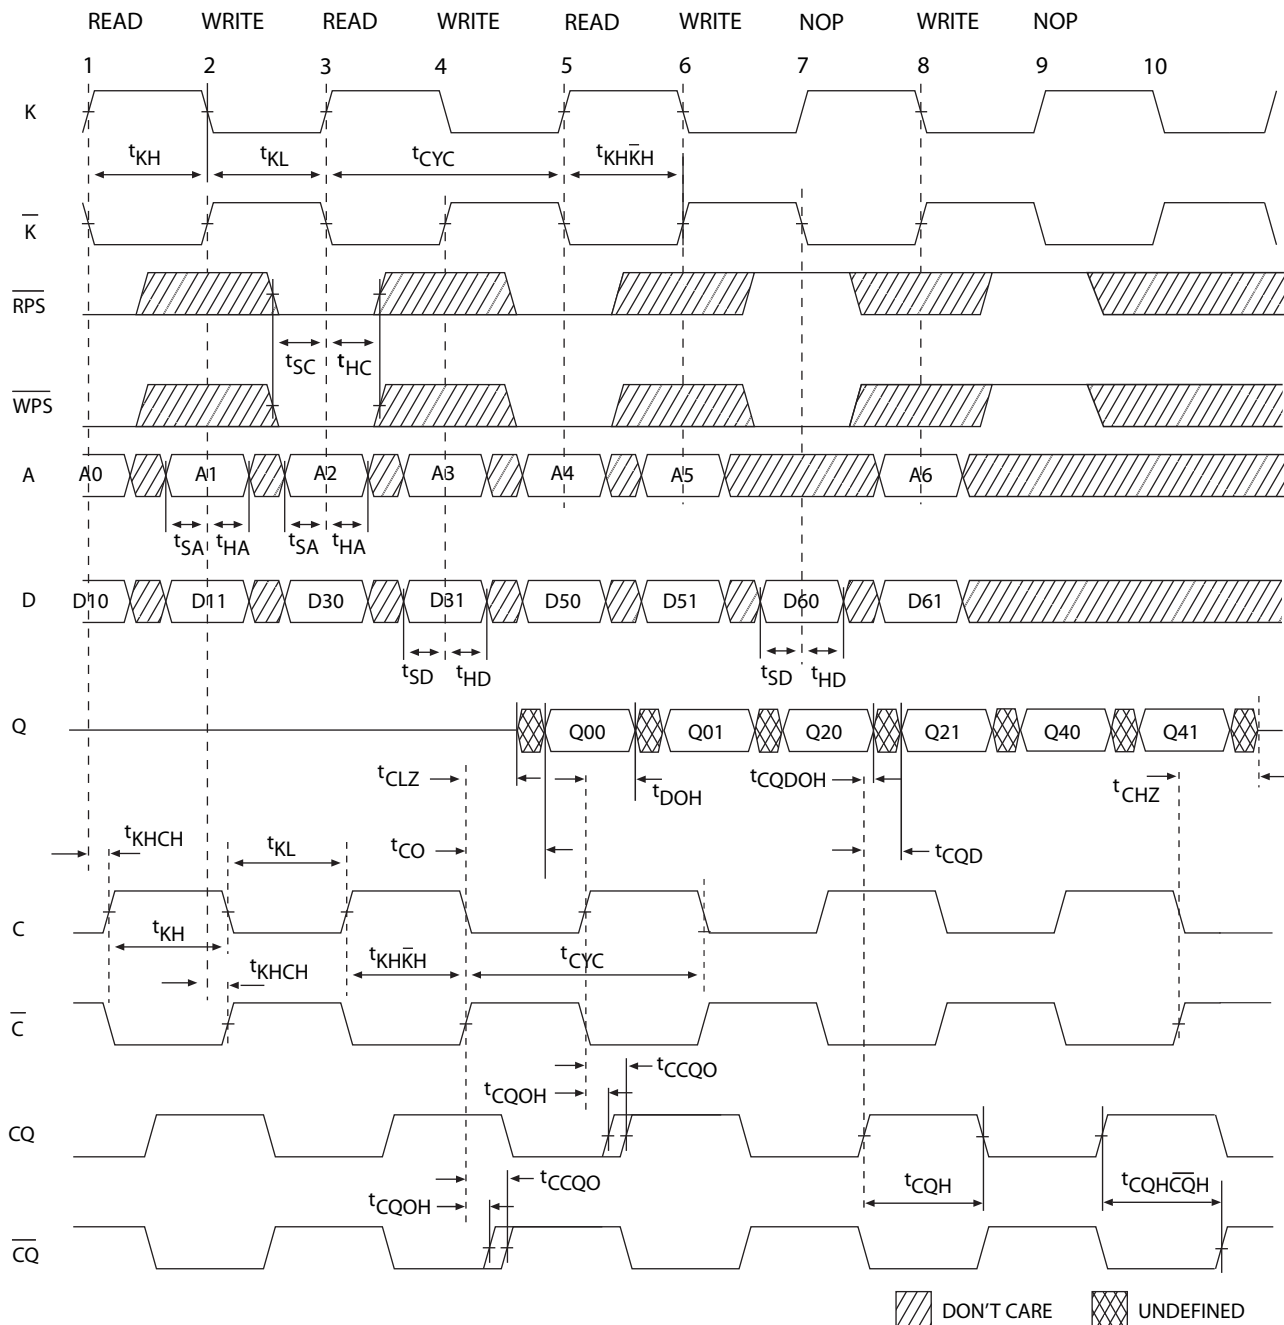 READ WRITE READ WRITE READ WRITE NOP WRITE NOP
1 2 3 4 5 6 7 8 9 10
K
tKH tKL tCYC tKHK̅H
K̅
R̅P̅S̅
tSC tHC
W̅P̅S̅
A A0 A1 A2 A3 A4 A5 A6
tSA tHA tSA tHA
D D10 D11 D30 D31 D50 D51 D60 D61
tSD tHD tSD tHD
Q Q00 Q01 Q20 Q21 Q40 Q41
tCLZ tDOH tCQDOH tCHZ
tKHCH tKL tCO tCQD
C
tKH tKHK̅H tCYC
tKHCH
C̅
tCCQO
tCQOH
CQ
tCCQO tCQH tCQHC̅Q̅H
tCQOH
C̅Q̅
DON'T CARE UNDEFINED